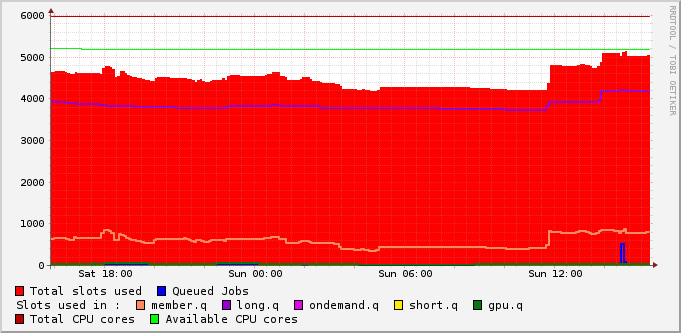 6000
5000
4000
3000
2000
1000
0
Sat 18:00 Sun 00:00 Sun 06:00 Sun 12:00
Total slots used Queued Jobs
Slots used in : member.q long.q ondemand.q short.q gpu.q
Total CPU cores Available CPU cores
RRDTOOL / TOBI OETIKER